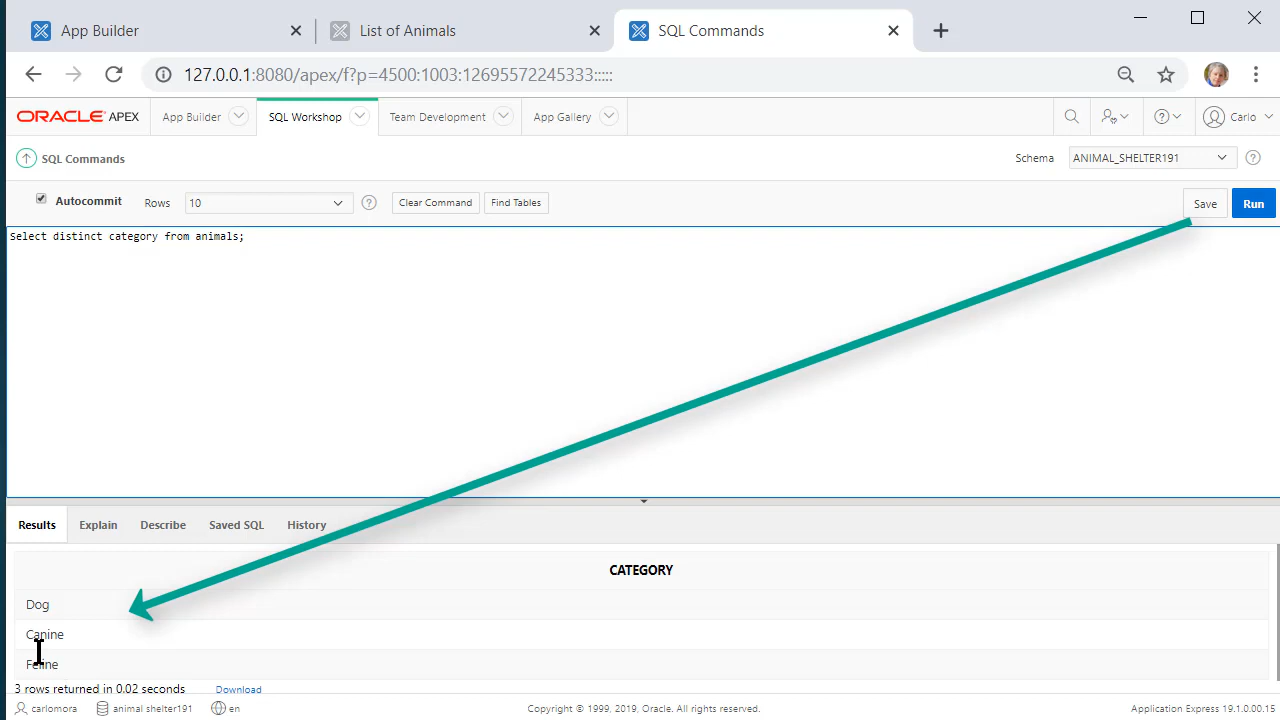 App Builder
List of Animals
SQL Commands
127.0.0.1:8080/apex/f?p=4500:1003:12695572245333:::::
ORACLE APEX
App Builder
SQL Workshop
Team Development
App Gallery
Carlo
SQL Commands
Schema
ANIMAL_SHELTER191
Autocommit
Rows
10
Clear Command
Find Tables
Save
Run
Select distinct category from animals;
Results
Explain
Describe
Saved SQL
History
CATEGORY
Dog
Canine
Feline
3 rows returned in 0.02 seconds
Download
carlomora
animal shelter191
en
Copyright © 1999, 2019, Oracle. All rights reserved.
Application Express 19.1.0.00.15